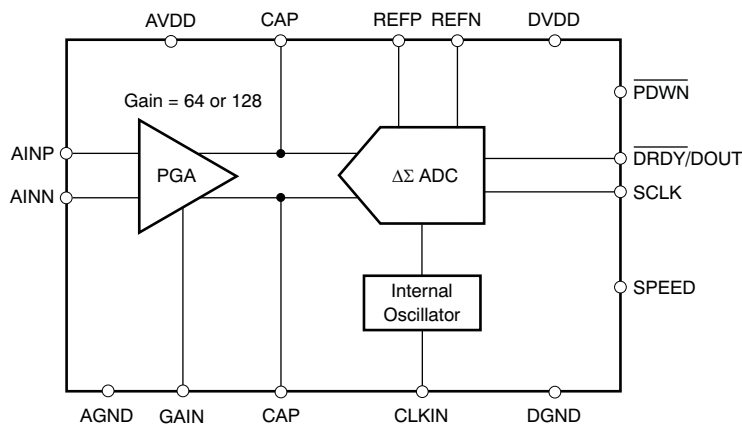 AVDD
CAP
REFP
REFN
DVDD
Gain = 64 or 128
PDWN
AINP
PGA
ΔΣ ADC
DRDY/DOUT
AINN
SCLK
Internal
Oscillator
SPEED
AGND
GAIN
CAP
CLKIN
DGND